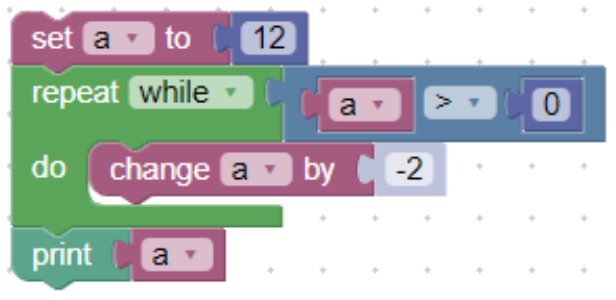 set a to 12
repeat while a > 0
do change a by -2
print a